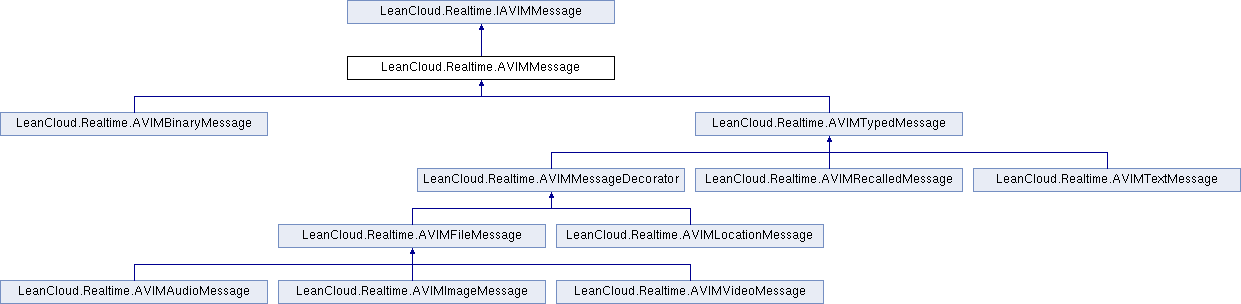 LeanCloud.Realtime.IAVIMMessage
LeanCloud.Realtime.AVIMMessage
LeanCloud.Realtime.AVIMBinaryMessage
LeanCloud.Realtime.AVIMTypedMessage
LeanCloud.Realtime.AVIMMessageDecorator
LeanCloud.Realtime.AVIMRecalledMessage
LeanCloud.Realtime.AVIMTextMessage
LeanCloud.Realtime.AVIMFileMessage
LeanCloud.Realtime.AVIMLocationMessage
LeanCloud.Realtime.AVIMAudioMessage
LeanCloud.Realtime.AVIMImageMessage
LeanCloud.Realtime.AVIMVideoMessage